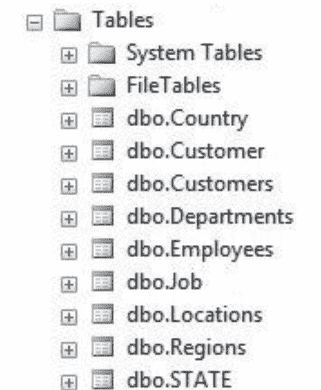 Tables
System Tables
FileTables
dbo.Country
dbo.Customer
dbo.Customers
dbo.Departments
dbo.Employees
dbo.Job
dbo.Locations
dbo.Regions
dbo.STATE